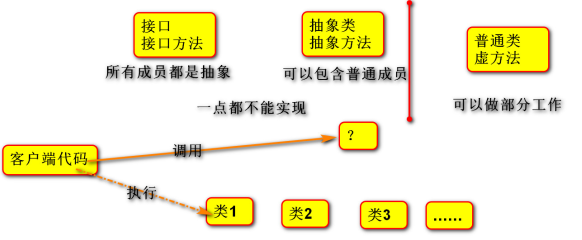 接口
接口方法
抽象类
抽象方法
普通类
虚方法
所有成员都是抽象
可以包含普通成员
可以做部分工作
一点都不能实现
?
客户端代码
调用
执行
类1
类2
类3
……